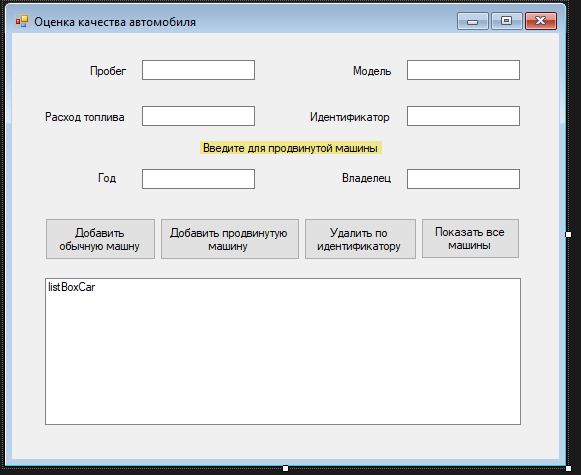 Оценка качества автомобиля
Пробег
Модель
Расход топлива
Идентификатор
Введите для продвинутой машины
Год
Владелец
Добавить
обычную машну
Добавить продвинутую
машину
Удалить по
идентификатору
Показать все
машины
listBoxCar